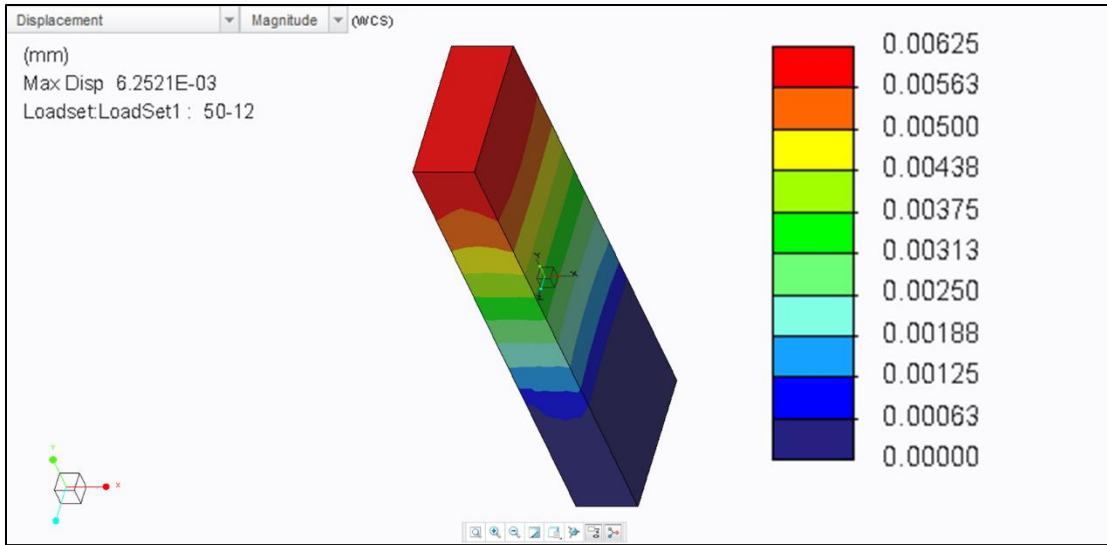 Displacement Magnitude (WCS)
(mm)
Max Disp 6.2521E-03
Loadset:LoadSet1 : 50-12
0.00625
0.00563
0.00500
0.00438
0.00375
0.00313
0.00250
0.00188
0.00125
0.00063
0.00000
Y
X